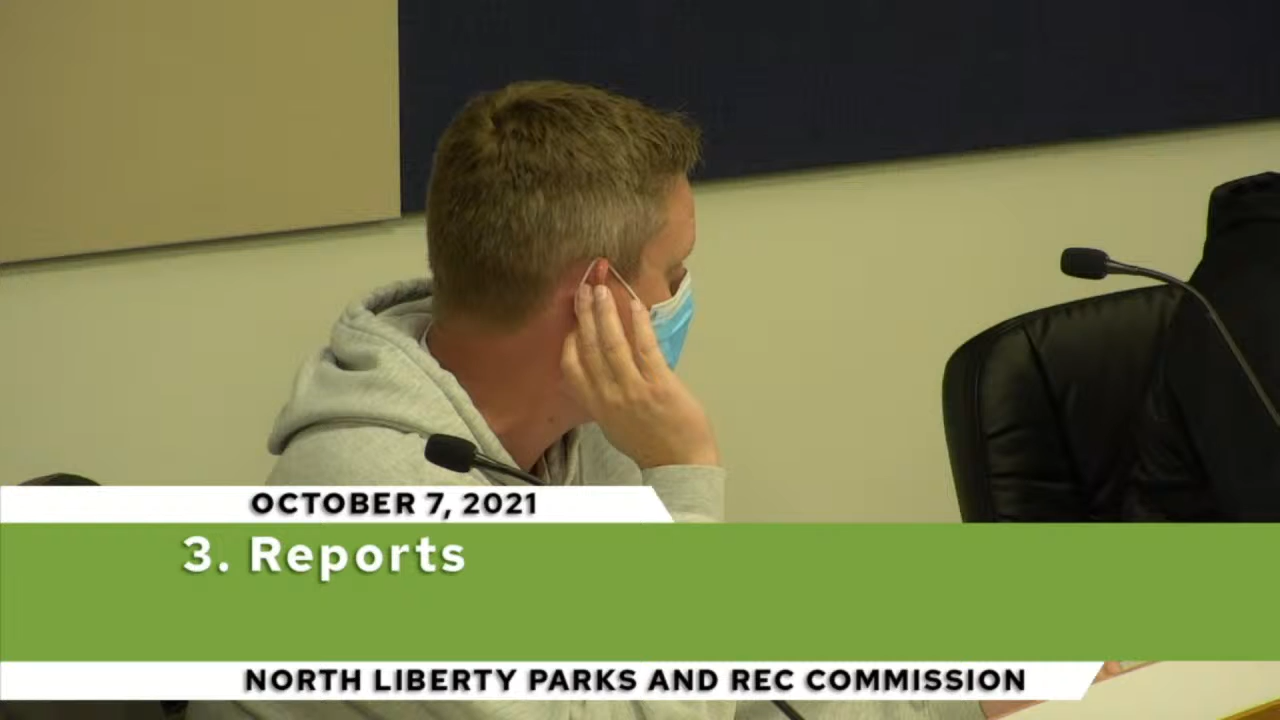 OCTOBER 7, 2021
3. Reports
NORTH LIBERTY PARKS AND REC COMMISSION